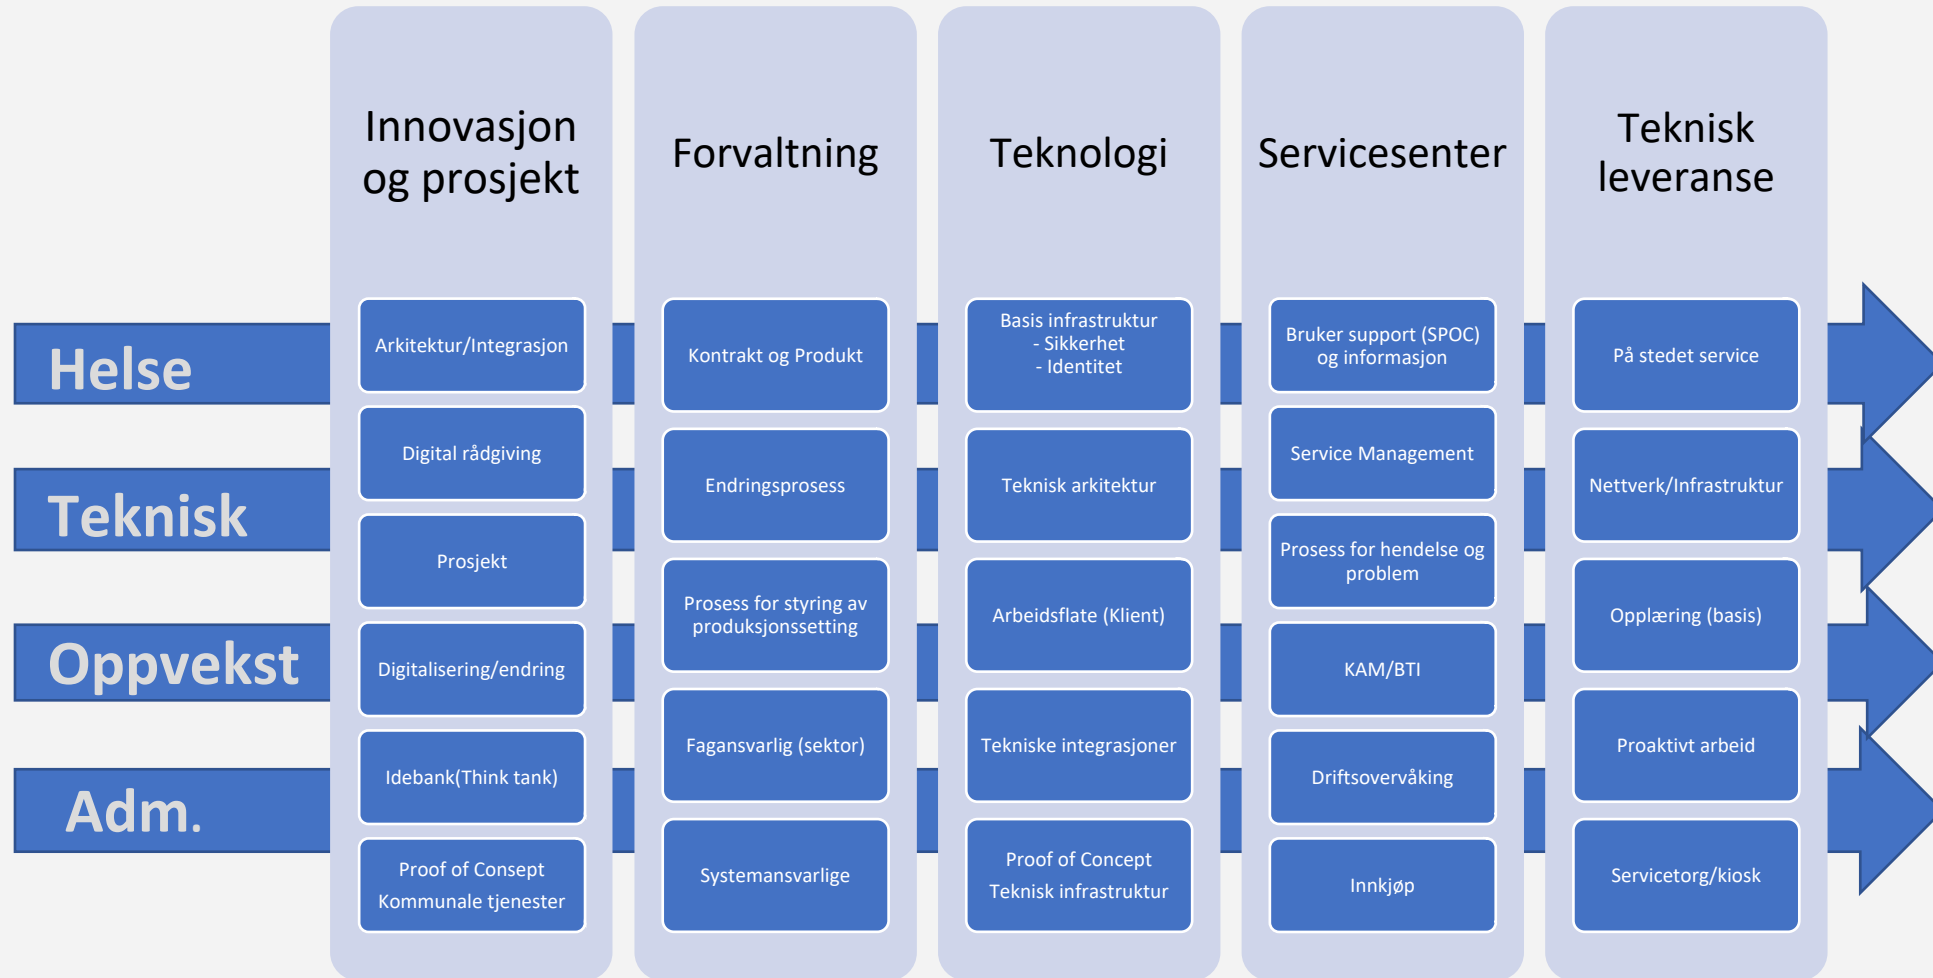 Innovasjon
og prosjekt
Arkitektur/Integrasjon
Digital rådgiving
Prosjekt
Digitalisering/endring
Idebank(Think tank)
Proof of Consept
Kommunale tjenester
Forvaltning
Kontrakt og Produkt
Endringsprosess
Prosess for styring av
produksjonssetting
Fagansvarlig (sektor)
Systemansvarlige
Teknologi
Basis infrastruktur
- Sikkerhet
- Identitet
Teknisk arkitektur
Arbeidsflate (Klient)
Tekniske integrasjoner
Proof of Concept
Teknisk infrastruktur
Servicesenter
Bruker support (SPOC)
og informasjon
Service Management
Prosess for hendelse og
problem
KAM/BTI
Driftsovervåking
Innkjøp
Teknisk
leveranse
På stedet service
Nettverk/Infrastruktur
Opplæring (basis)
Proaktivt arbeid
Servicetorg/kiosk
Helse
Teknisk
Oppvekst
Adm.